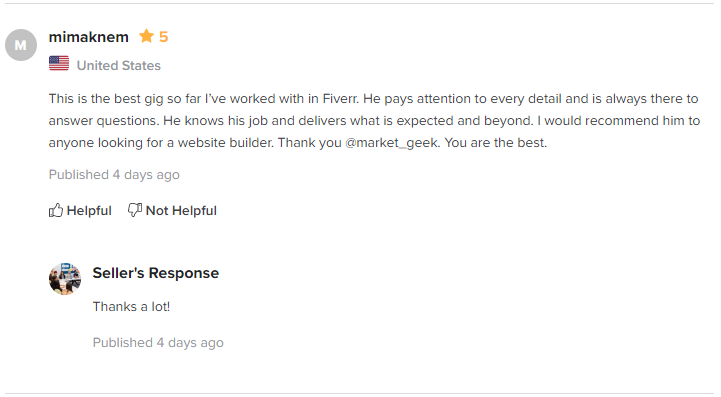 M
mimaknem 5
United States
This is the best gig so far I’ve worked with in Fiverr. He pays attention to every detail and is always there to
answer questions. He knows his job and delivers what is expected and beyond. I would recommend him to
anyone looking for a website builder. Thank you @market_geek. You are the best.
Published 4 days ago
Helpful Not Helpful
Seller's Response
Thanks a lot!
Published 4 days ago